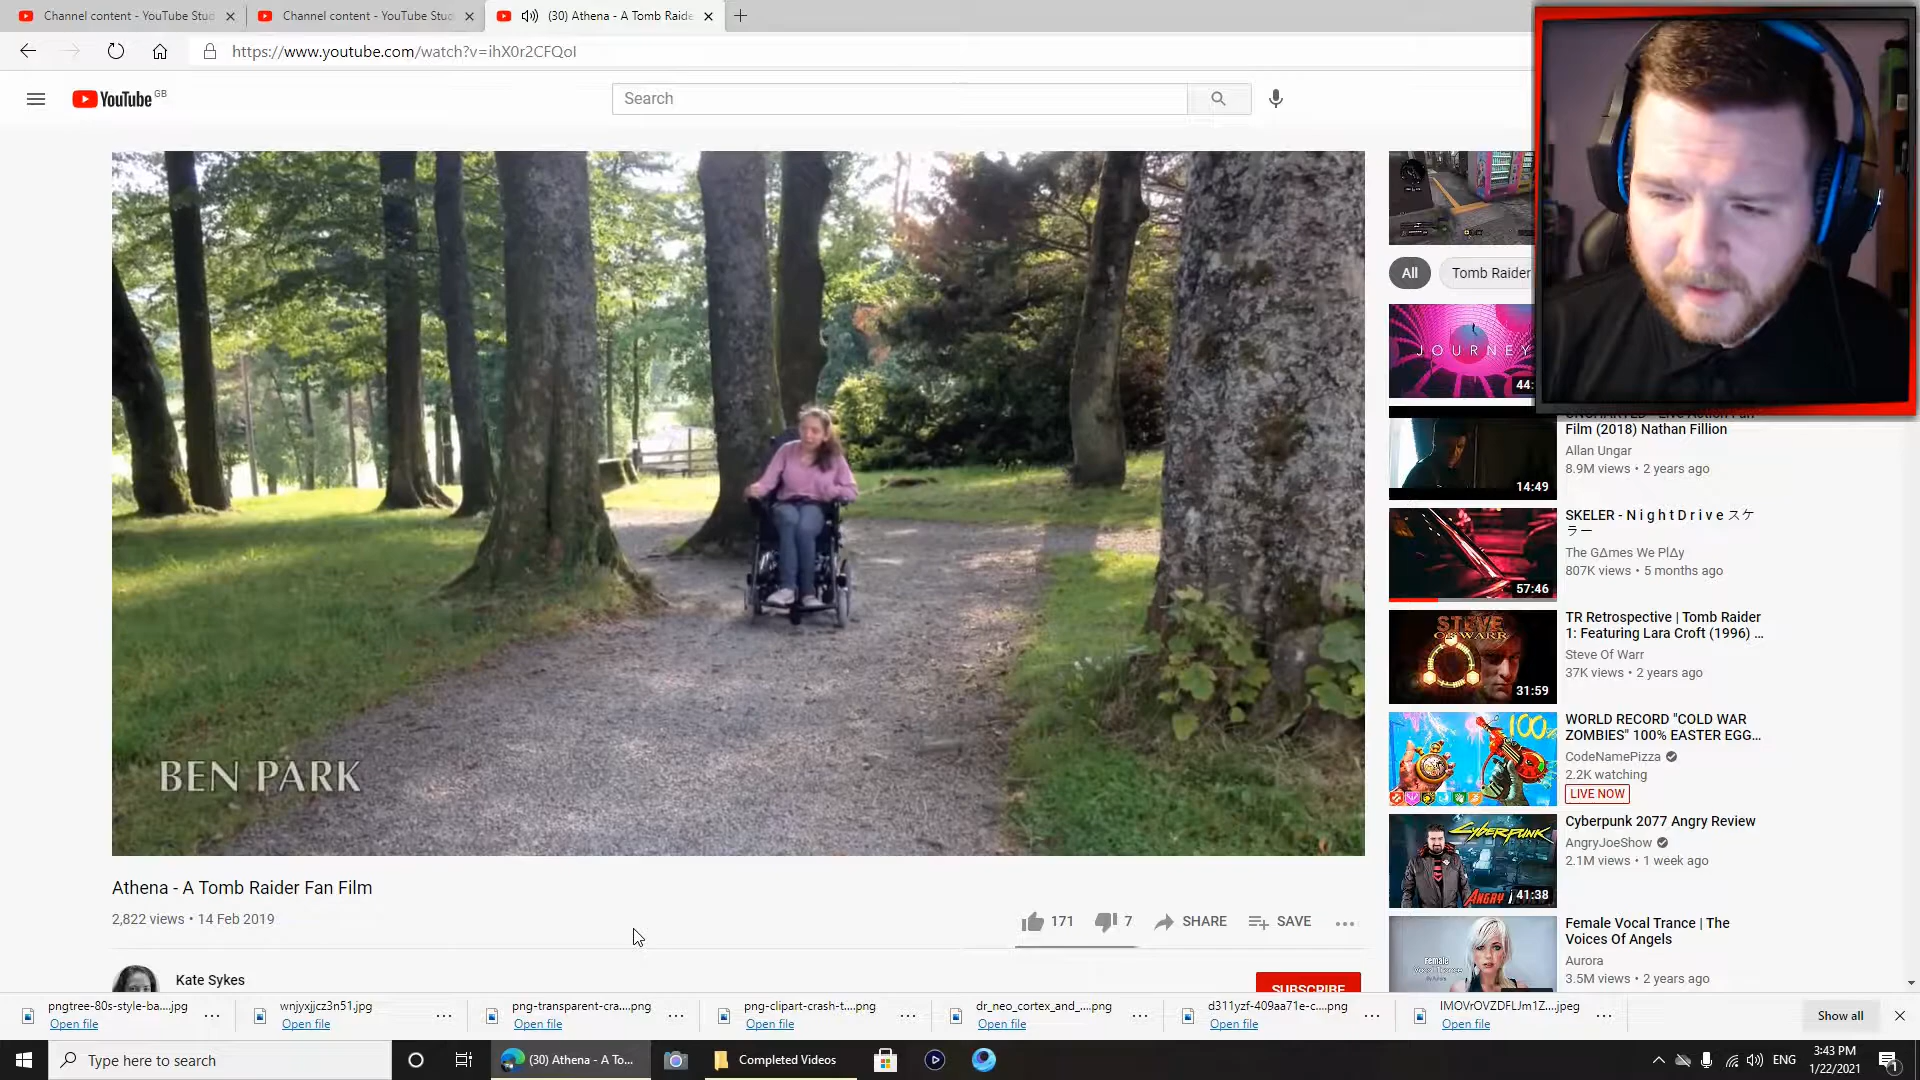 Channel content - YouTube Stud
Channel content - YouTube Stud
(30) Athena - A Tomb Raide
https://www.youtube.com/watch?v=ihX0r2CFQoI
YouTube GB
Search
All
Tomb Raider
JOURNEY
44:
Film (2018) Nathan Fillion
Allan Ungar
8.9M views • 2 years ago
14:49
SKELER - N i g h t D r i v e スケ
ラー
The GΔmes We PlΔy
807K views • 5 months ago
57:46
TR Retrospective | Tomb Raider
1: Featuring Lara Croft (1996) ...
Steve Of Warr
37K views • 2 years ago
STEVE
OF WARR
31:59
WORLD RECORD "COLD WAR
ZOMBIES" 100% EASTER EGG...
CodeNamePizza
2.2K watching
LIVE NOW
100%
Cyberpunk 2077 Angry Review
AngryJoeShow
2.1M views • 1 week ago
CYBERPUNK
ANGRY
41:38
Female Vocal Trance | The
Voices Of Angels
Aurora
3.5M views • 2 years ago
Female
Vocal Trance
BEN PARK
Athena - A Tomb Raider Fan Film
2,822 views • 14 Feb 2019
171
7
SHARE
SAVE
Kate Sykes
SUBSCRIBE
pngtree-80s-style-ba....jpg
Open file
wnjyxjjcz3n51.jpg
Open file
png-transparent-cra....png
Open file
png-clipart-crash-t....png
Open file
dr_neo_cortex_and_....png
Open file
d311yzf-409aa71e-c....png
Open file
IMOVrOVZDFLJm1Z....jpeg
Open file
Show all
Type here to search
(30) Athena - A To...
Completed Videos
ENG
3:43 PM
1/22/2021
1